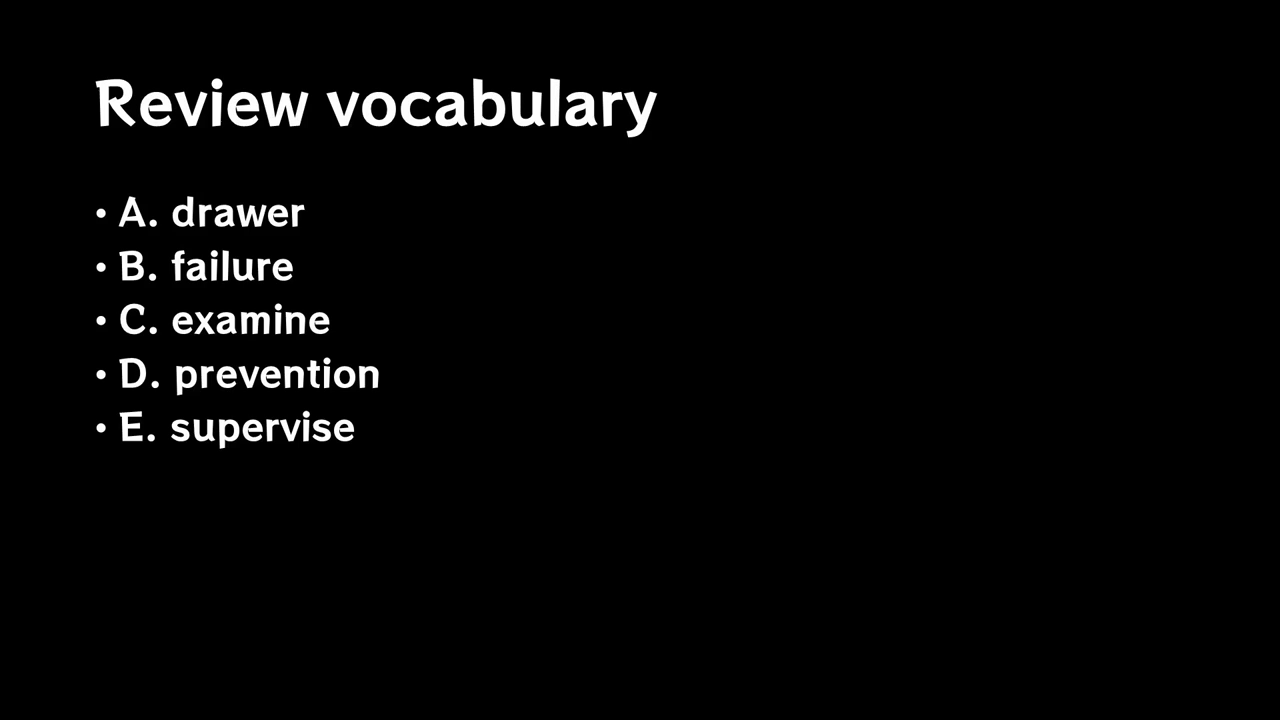 Review vocabulary
• A. drawer
• B. failure
• C. examine
• D. prevention
• E. supervise